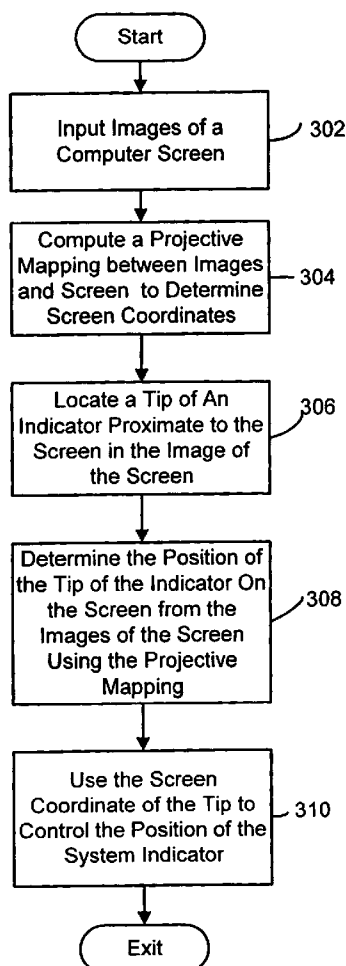 Start
Input Images of a
Computer Screen
302
Compute a Projective
Mapping between Images
and Screen to Determine
Screen Coordinates
304
Locate a Tip of An
Indicator Proximate to the
Screen in the Image of
the Screen
306
Determine the Position of
the Tip of the Indicator On
the Screen from the
Images of the Screen
Using the Projective
Mapping
308
Use the Screen
Coordinate of the Tip to
Control the Position of the
System Indicator
310
Exit